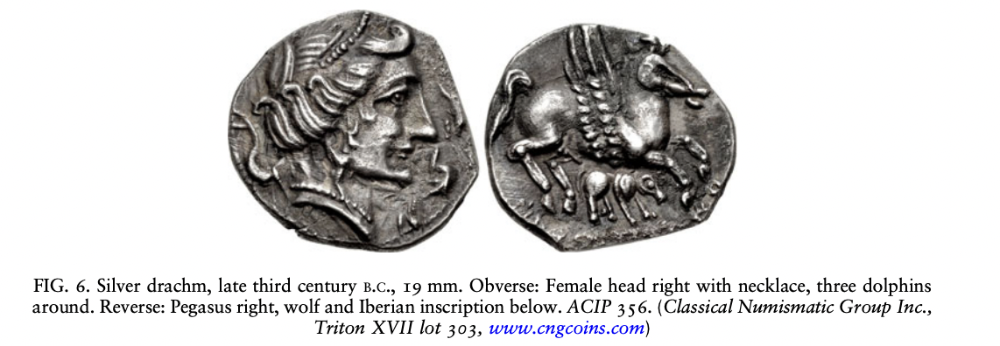 FIG. 6. Silver drachm, late third century B.C., 19 mm. Obverse: Female head right with necklace, three dolphins
around. Reverse: Pegasus right, wolf and Iberian inscription below. ACIP 356. (Classical Numismatic Group Inc.,
Triton XVII lot 303, www.cngcoins.com)